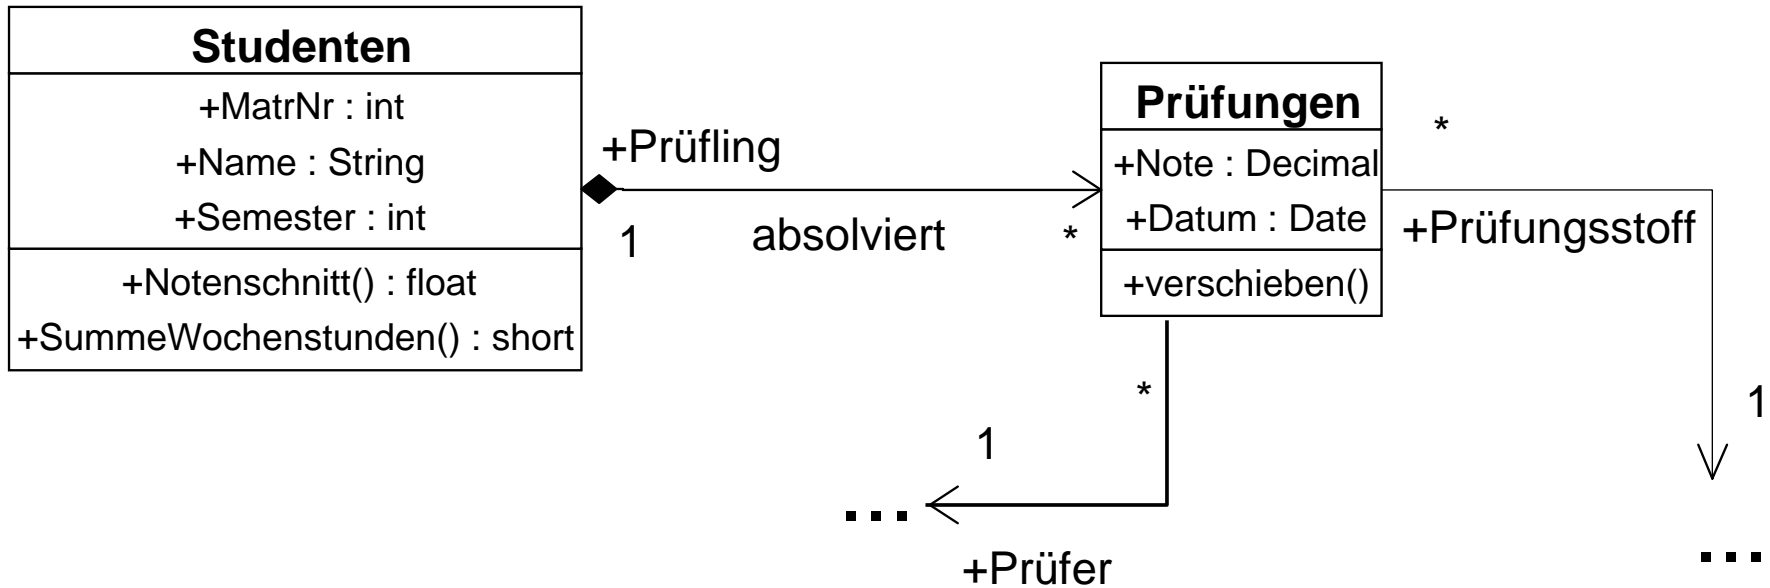 Studenten
+MatrNr : int
+Name : String
+Semester : int
+Notenschnitt() : float
+SummeWochenstunden() : short
+Prüfling
1
absolviert
*
Prüfungen
+Note : Decimal
+Datum : Date
+verschieben()
*
+Prüfungsstoff
1
...
*
1
...
+Prüfer